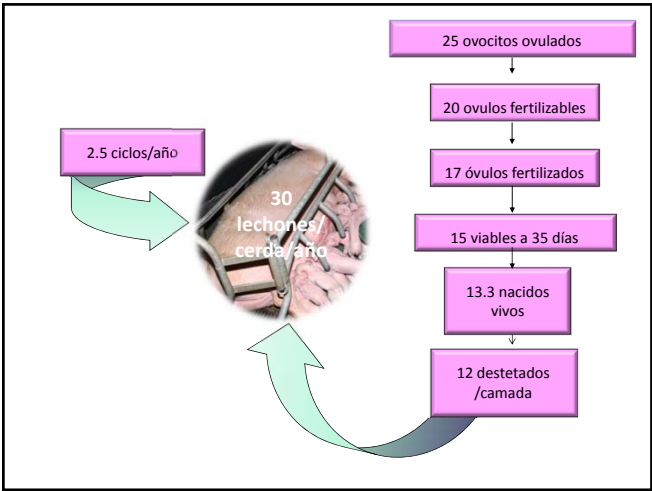 25 ovocitos ovulados
20 ovulos fertilizables
2.5 ciclos/año
17 óvulos fertilizados
30
lechones/
cerda/año
15 viables a 35 días
13.3 nacidos
vivos
12 destetados
/camada